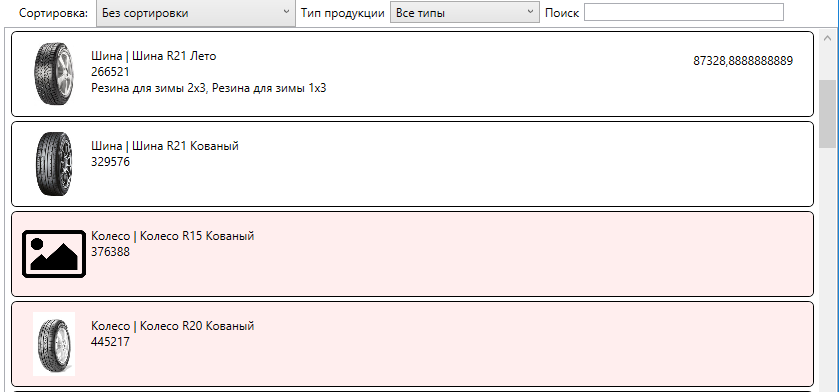 Сортировка: Без сортировки Тип продукции Все типы Поиск
Шина | Шина R21 Лето
87328,8888888889
266521
Резина для зимы 2x3, Резина для зимы 1x3
Шина | Шина R21 Кованый
329576
Колесо | Колесо R15 Кованый
376388
Колесо | Колесо R20 Кованый
445217